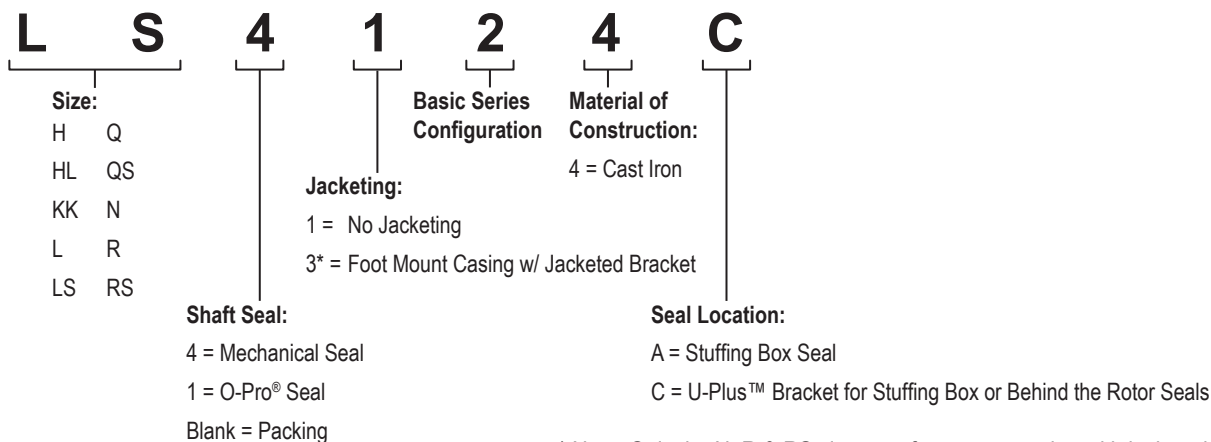 L S 4 1 2 4 C
Size:
H Q
HL QS
KK N
L R
LS RS
Shaft Seal:
4 = Mechanical Seal
1 = O-Pro® Seal
Blank = Packing
Jacketing:
1 = No Jacketing
3* = Foot Mount Casing w/ Jacketed Bracket
Basic Series
Configuration
Material of
Construction:
4 = Cast Iron
Seal Location:
A = Stuffing Box Seal
C = U-Plus™ Bracket for Stuffing Box or Behind the Rotor Seals